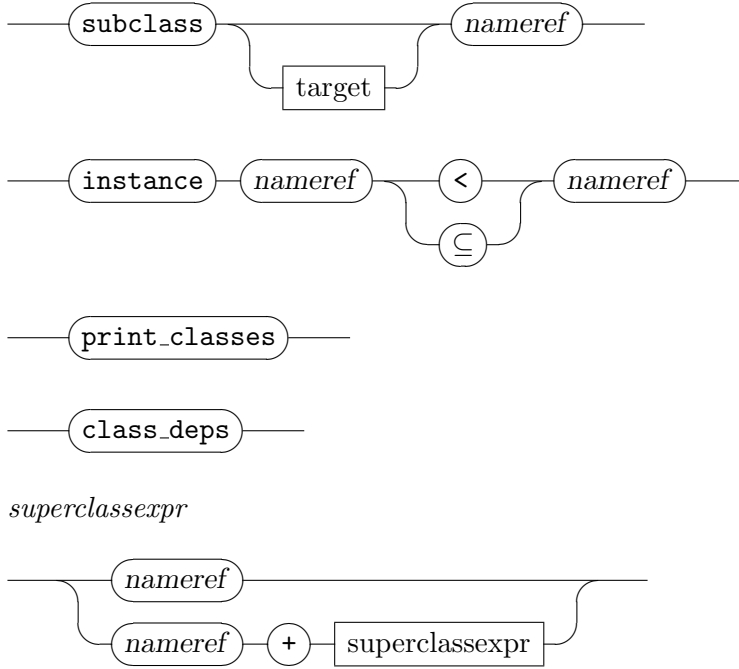 subclass nameref
target
instance nameref < nameref
⊆
print_classes
class_deps
superclassexpr
nameref
nameref + superclassexpr